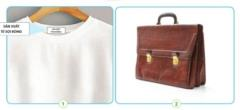 SẢN XUẤT
TỪ SỢI BÔNG
1
2